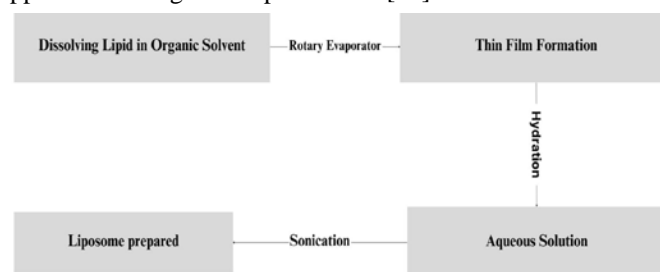 Dissolving Lipid in Organic Solvent
Rotary Evaporator
Thin Film Formation
Hydration
Liposome prepared
Sonication
Aqueous Solution